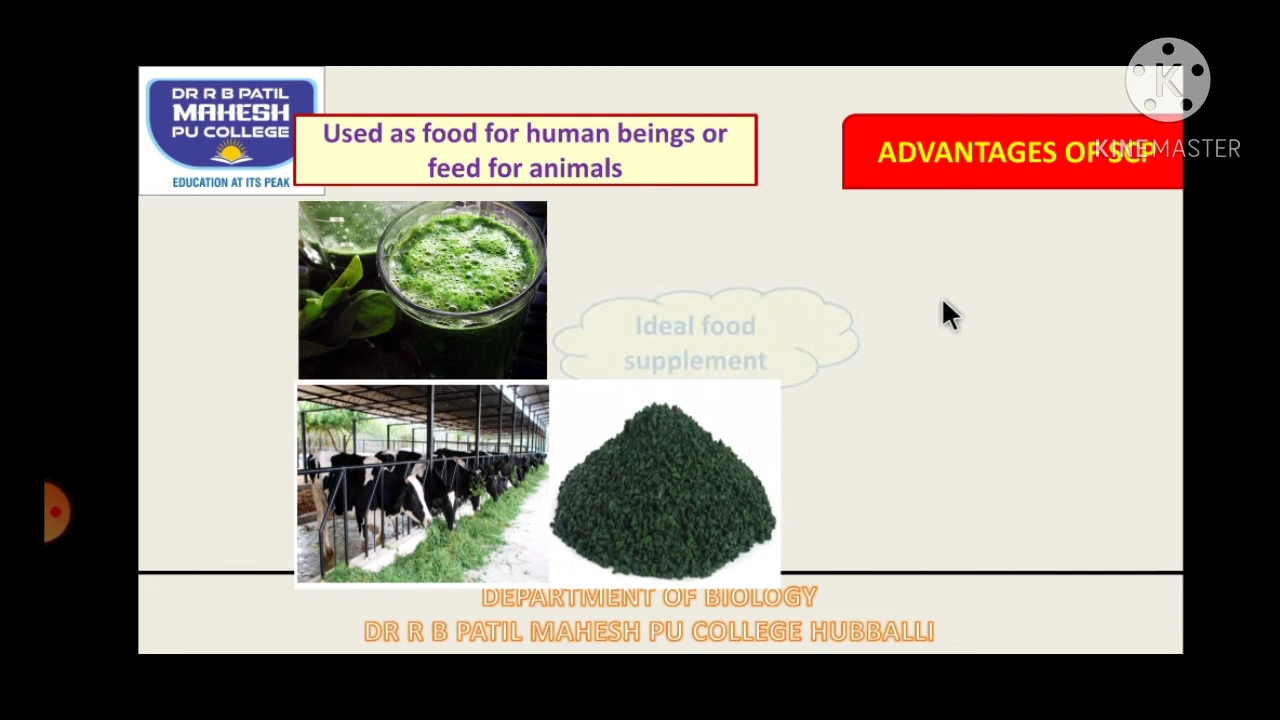 DR R B PATIL
MAHESH
PU COLLEGE
EDUCATION AT ITS PEAK
Used as food for human beings or
feed for animals
ADVANTAGES OF SCP
K
KINEMASTER
Ideal food
supplement
DEPARTMENT OF BIOLOGY
DR R B PATIL MAHESH PU COLLEGE HUBBALLI